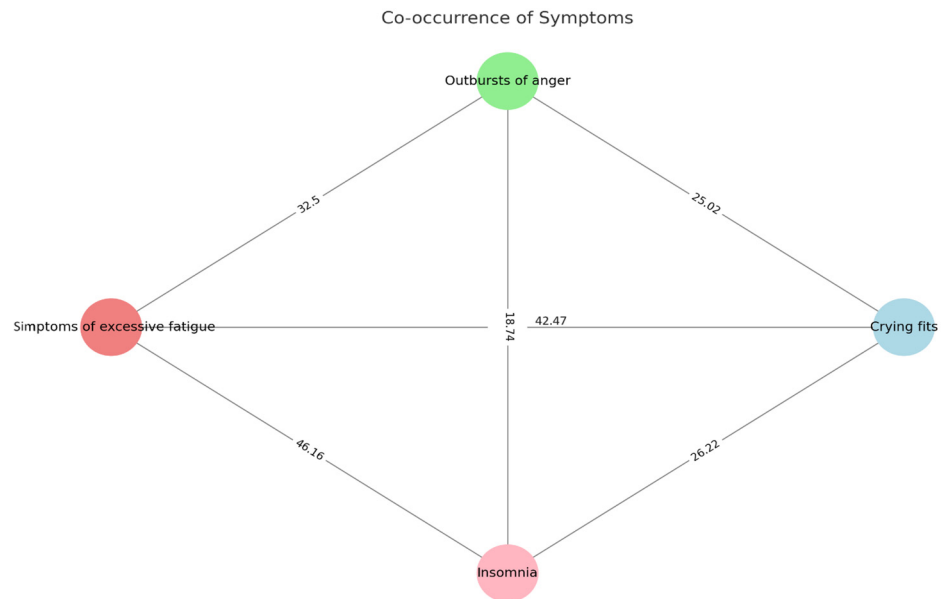 Co-occurrence of Symptoms
Outbursts of anger
32.5
25.02
Simptoms of excessive fatigue
18.74
42.47
Crying fits
46.16
26.22
Insomnia